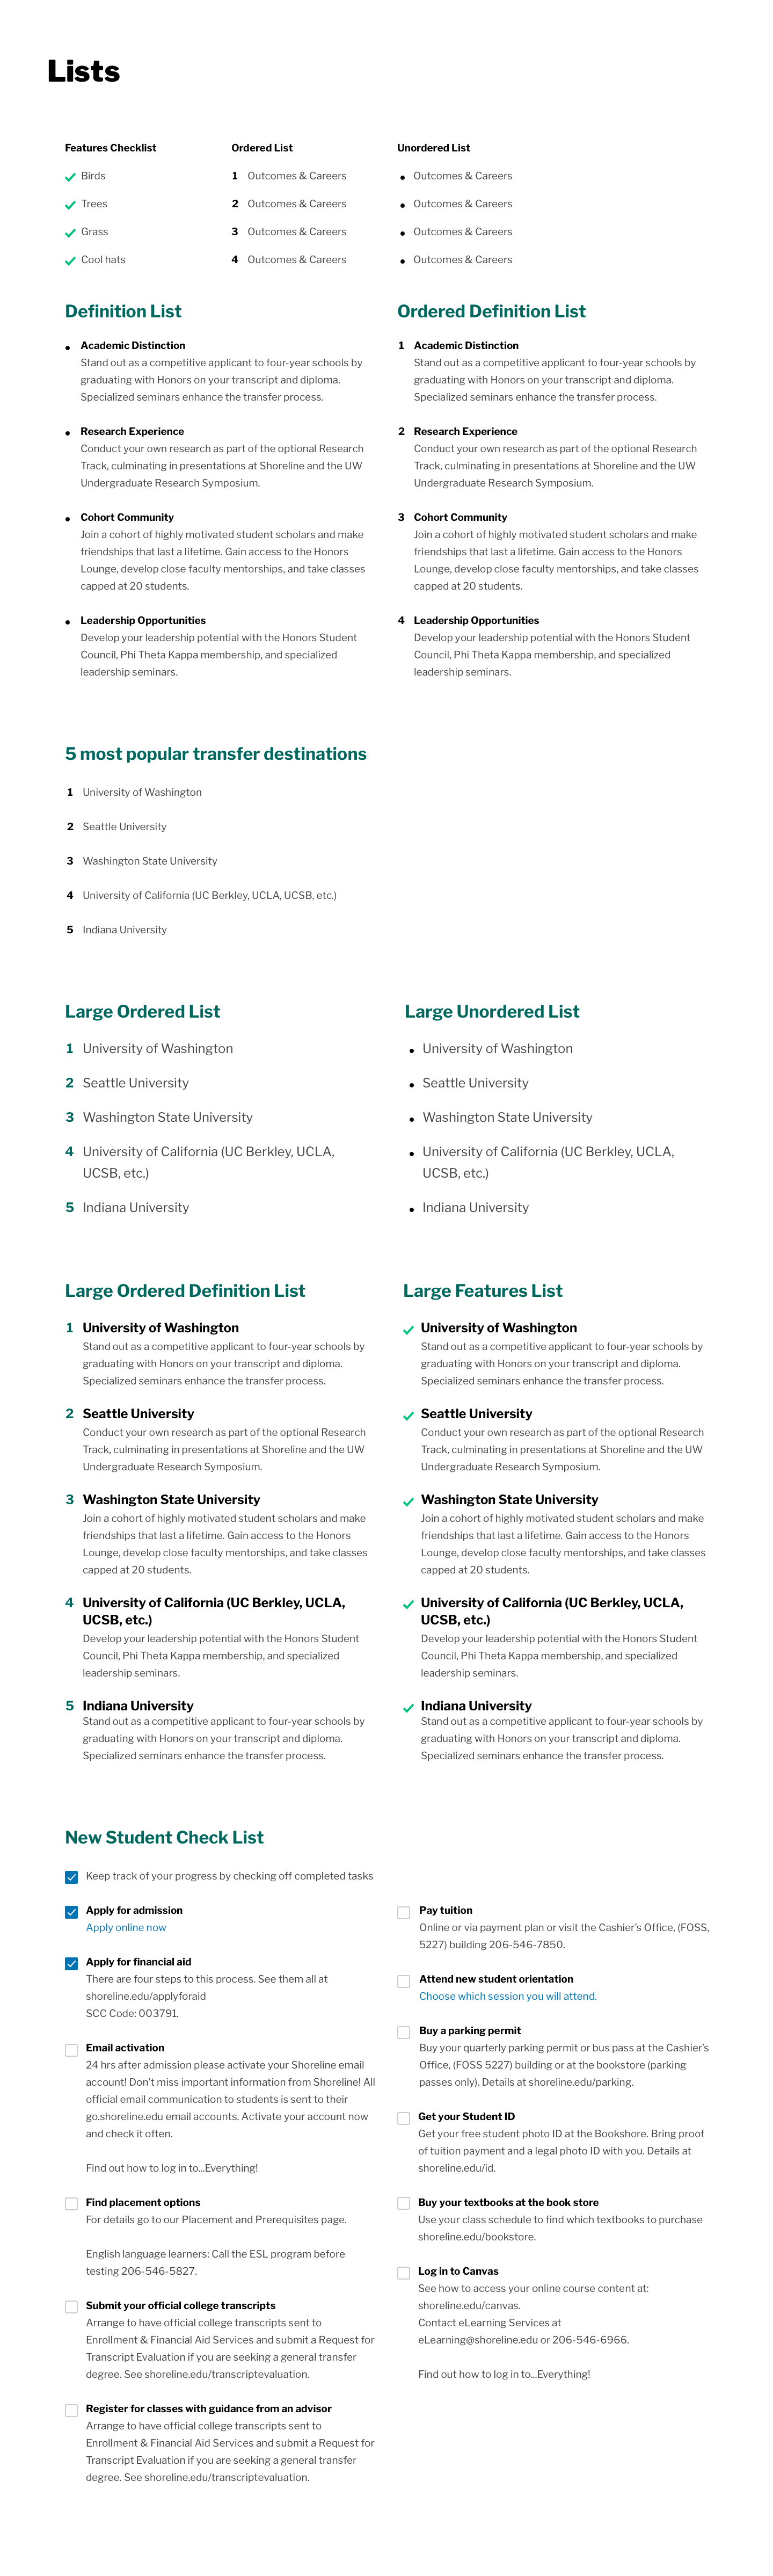 Lists
Features Checklist
Birds
Trees
Grass
Cool hats
Ordered List
1 Outcomes & Careers
2 Outcomes & Careers
3 Outcomes & Careers
4 Outcomes & Careers
Unordered List
• Outcomes & Careers
• Outcomes & Careers
• Outcomes & Careers
• Outcomes & Careers
Definition List
• Academic Distinction
Stand out as a competitive applicant to four-year schools by
graduating with Honors on your transcript and diploma.
Specialized seminars enhance the transfer process.
• Research Experience
Conduct your own research as part of the optional Research
Track, culminating in presentations at Shoreline and the UW
Undergraduate Research Symposium.
• Cohort Community
Join a cohort of highly motivated student scholars and make
friendships that last a lifetime. Gain access to the Honors
Lounge, develop close faculty mentorships, and take classes
capped at 20 students.
• Leadership Opportunities
Develop your leadership potential with the Honors Student
Council, Phi Theta Kappa membership, and specialized
leadership seminars.
Ordered Definition List
1 Academic Distinction
Stand out as a competitive applicant to four-year schools by
graduating with Honors on your transcript and diploma.
Specialized seminars enhance the transfer process.
2 Research Experience
Conduct your own research as part of the optional Research
Track, culminating in presentations at Shoreline and the UW
Undergraduate Research Symposium.
3 Cohort Community
Join a cohort of highly motivated student scholars and make
friendships that last a lifetime. Gain access to the Honors
Lounge, develop close faculty mentorships, and take classes
capped at 20 students.
4 Leadership Opportunities
Develop your leadership potential with the Honors Student
Council, Phi Theta Kappa membership, and specialized
leadership seminars.
5 most popular transfer destinations
1 University of Washington
2 Seattle University
3 Washington State University
4 University of California (UC Berkley, UCLA, UCSB, etc.)
5 Indiana University
Large Ordered List
1 University of Washington
2 Seattle University
3 Washington State University
4 University of California (UC Berkley, UCLA,
UCSB, etc.)
5 Indiana University
Large Unordered List
• University of Washington
• Seattle University
• Washington State University
• University of California (UC Berkley, UCLA,
UCSB, etc.)
• Indiana University
Large Ordered Definition List
1 University of Washington
Stand out as a competitive applicant to four-year schools by
graduating with Honors on your transcript and diploma.
Specialized seminars enhance the transfer process.
2 Seattle University
Conduct your own research as part of the optional Research
Track, culminating in presentations at Shoreline and the UW
Undergraduate Research Symposium.
3 Washington State University
Join a cohort of highly motivated student scholars and make
friendships that last a lifetime. Gain access to the Honors
Lounge, develop close faculty mentorships, and take classes
capped at 20 students.
4 University of California (UC Berkley, UCLA,
UCSB, etc.)
Develop your leadership potential with the Honors Student
Council, Phi Theta Kappa membership, and specialized
leadership seminars.
5 Indiana University
Stand out as a competitive applicant to four-year schools by
graduating with Honors on your transcript and diploma.
Specialized seminars enhance the transfer process.
Large Features List
University of Washington
Stand out as a competitive applicant to four-year schools by
graduating with Honors on your transcript and diploma.
Specialized seminars enhance the transfer process.
Seattle University
Conduct your own research as part of the optional Research
Track, culminating in presentations at Shoreline and the UW
Undergraduate Research Symposium.
Washington State University
Join a cohort of highly motivated student scholars and make
friendships that last a lifetime. Gain access to the Honors
Lounge, develop close faculty mentorships, and take classes
capped at 20 students.
University of California (UC Berkley, UCLA,
UCSB, etc.)
Develop your leadership potential with the Honors Student
Council, Phi Theta Kappa membership, and specialized
leadership seminars.
Indiana University
Stand out as a competitive applicant to four-year schools by
graduating with Honors on your transcript and diploma.
Specialized seminars enhance the transfer process.
New Student Check List
Keep track of your progress by checking off completed tasks
Apply for admission
Apply online now
Apply for financial aid
There are four steps to this process. See them all at
shoreline.edu/applyforaid
SCC Code: 003791.
Email activation
24 hrs after admission please activate your Shoreline email
account! Don’t miss important information from Shoreline! All
official email communication to students is sent to their
go.shoreline.edu email accounts. Activate your account now
and check it often.
Find out how to log in to...Everything!
Find placement options
For details go to our Placement and Prerequisites page.
English language learners: Call the ESL program before
testing 206-546-5827.
Submit your official college transcripts
Arrange to have official college transcripts sent to
Enrollment & Financial Aid Services and submit a Request for
Transcript Evaluation if you are seeking a general transfer
degree. See shoreline.edu/transcriptevaluation.
Register for classes with guidance from an advisor
Arrange to have official college transcripts sent to
Enrollment & Financial Aid Services and submit a Request for
Transcript Evaluation if you are seeking a general transfer
degree. See shoreline.edu/transcriptevaluation.
Pay tuition
Online or via payment plan or visit the Cashier’s Office, (FOSS,
5227) building 206-546-7850.
Attend new student orientation
Choose which session you will attend.
Buy a parking permit
Buy your quarterly parking permit or bus pass at the Cashier’s
Office, (FOSS 5227) building or at the bookstore (parking
passes only). Details at shoreline.edu/parking.
Get your Student ID
Get your free student photo ID at the Bookshore. Bring proof
of tuition payment and a legal photo ID with you. Details at
shoreline.edu/id.
Buy your textbooks at the book store
Use your class schedule to find which textbooks to purchase
shoreline.edu/bookstore.
Log in to Canvas
See how to access your online course content at:
shoreline.edu/canvas.
Contact eLearning Services at
eLearning@shoreline.edu or 206-546-6966.
Find out how to log in to...Everything!